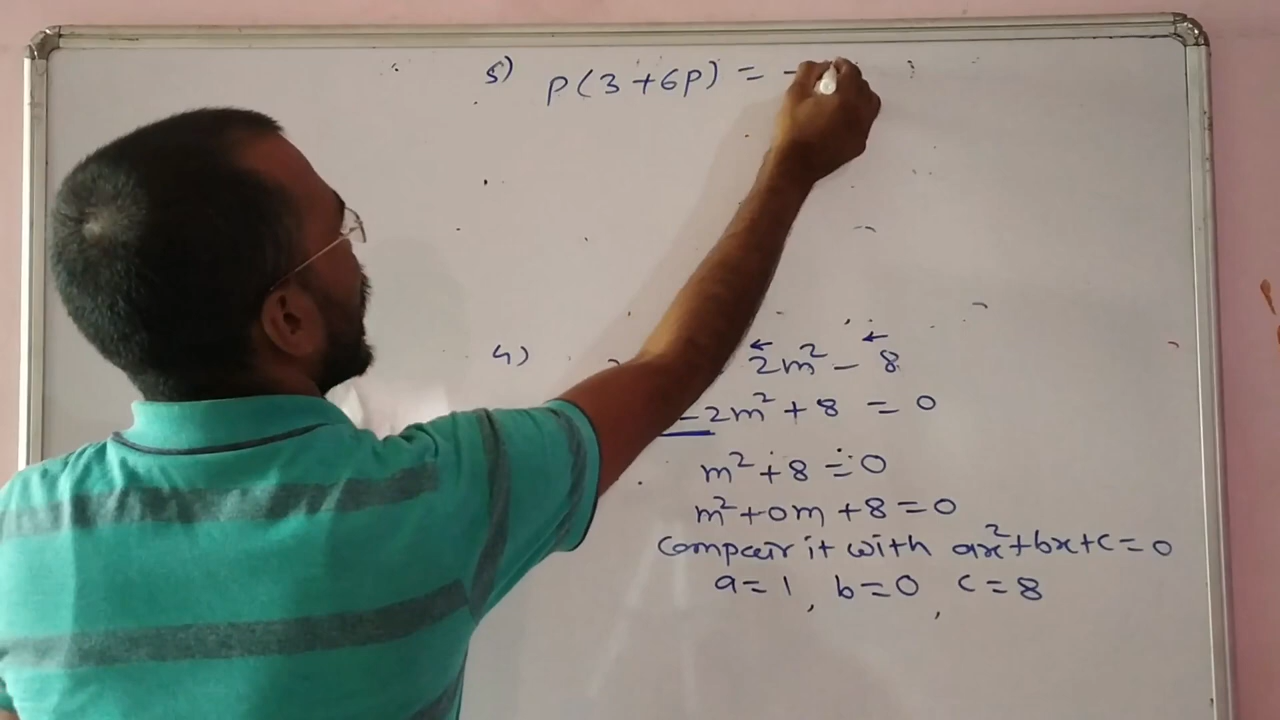 5) p(3+6p) = -
4) 2m² - 8
-2m² + 8 = 0
m² + 8 = 0
m² + 0m + 8 = 0
compair it with ax² + bx + c = 0
a = 1, b = 0, c = 8